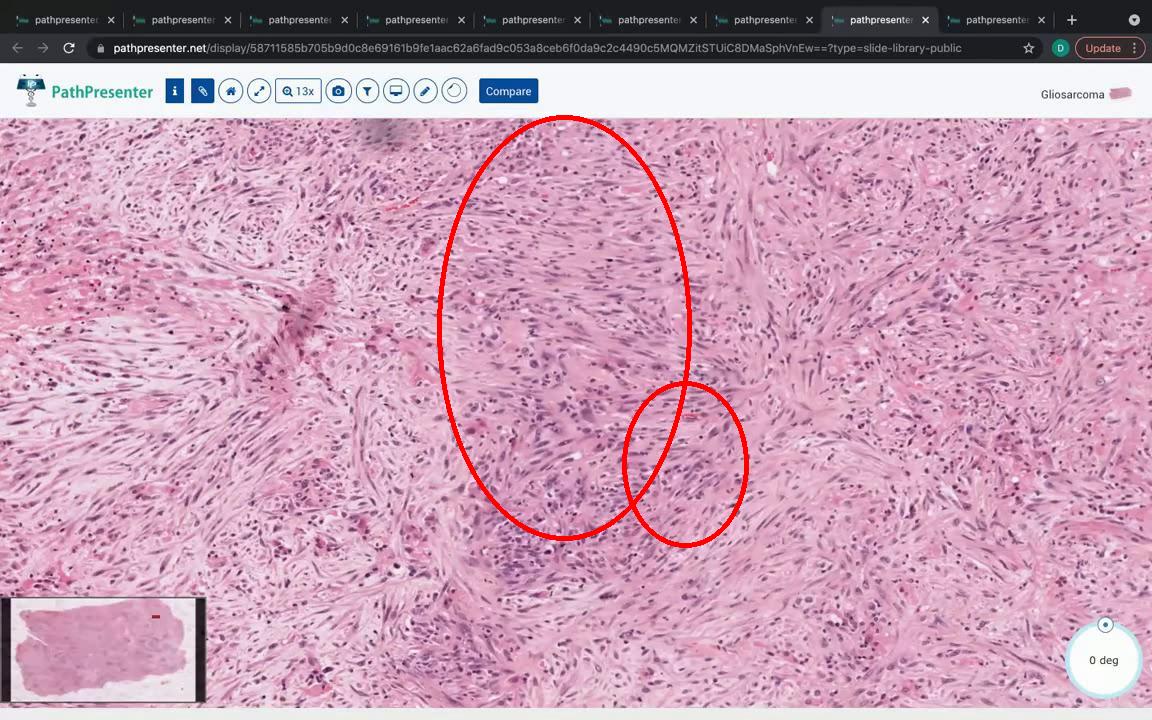 pathpresenter
pathpresenter
pathpresenter
pathpresenter
pathpresenter
pathpresenter
pathpresenter
pathpresenter
pathpresenter
pathpresenter.net/display/58711585b705b9d0c8e69161b9fe1aac62a6fad9c053a8ceb6f0da9c2c4490c5MQMZitSTUiC8DMaSphVnEw==?type=slide-library-public
D
Update
PathPresenter
i
13x
Compare
Gliosarcoma
0 deg